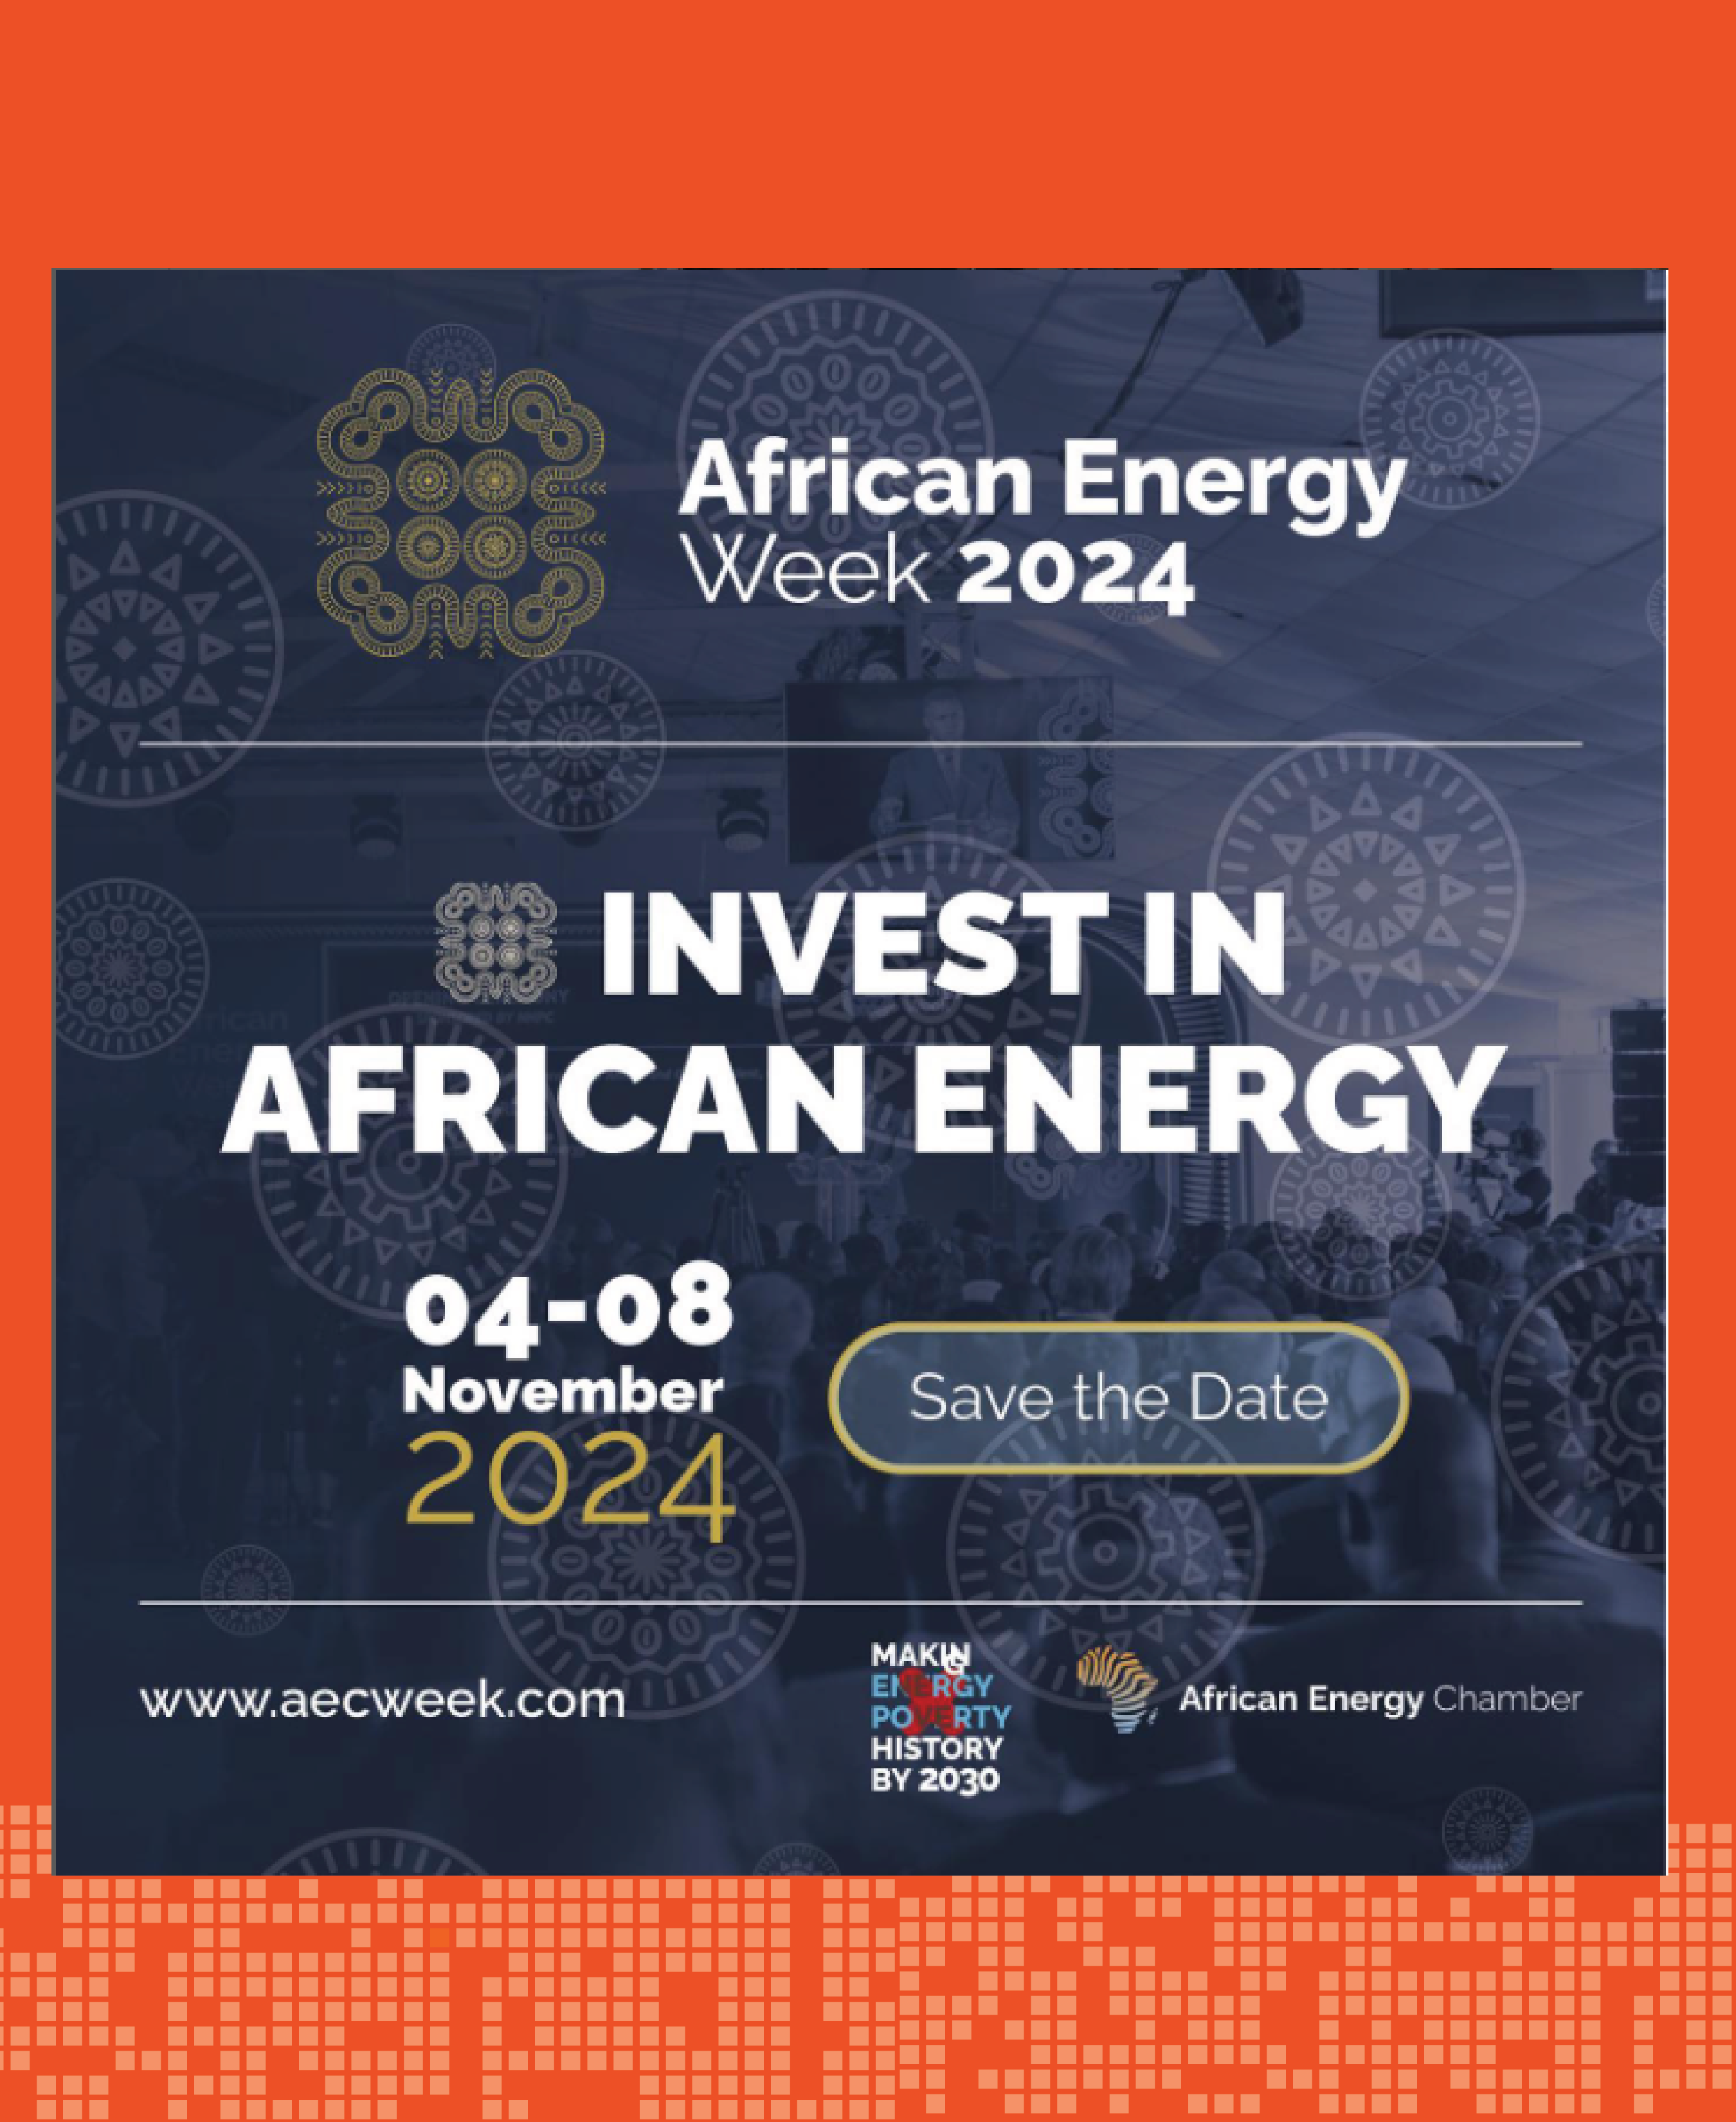 African Energy
Week 2024
INVEST IN
AFRICAN ENERGY
04-08
November
2024
Save the Date
www.aecweek.com
MAKING
ENERGY
POVERTY
HISTORY
BY 2030
African Energy Chamber